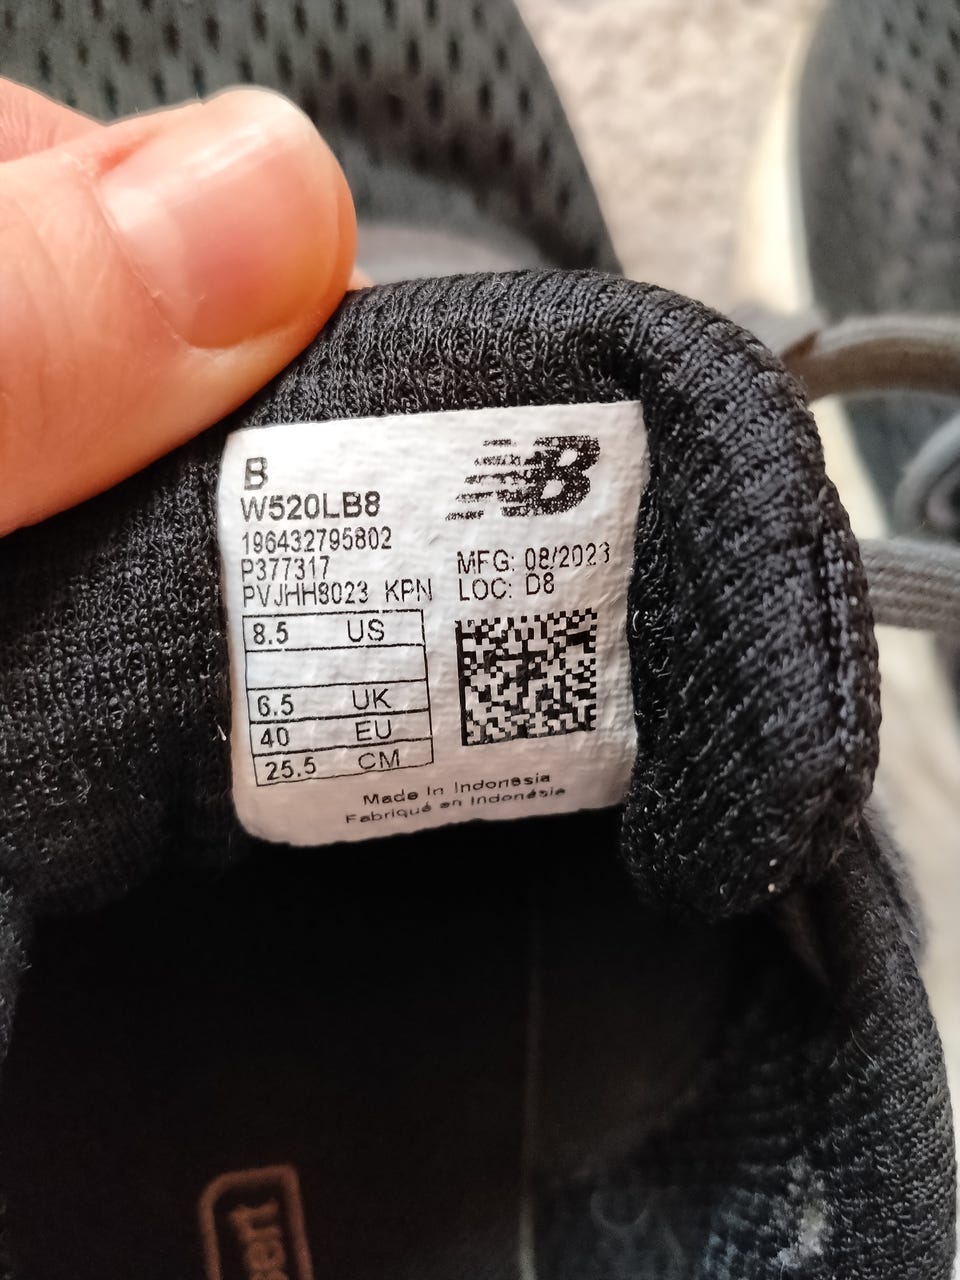 B
NB
W520LB8
196432795802
P377317
PVJHH8023 KPN
MFG: 08/2023
LOC: D8
8.5 US
6.5 UK
40 EU
25.5 CM
Made In Indonesia
Fabriqué en Indonésie